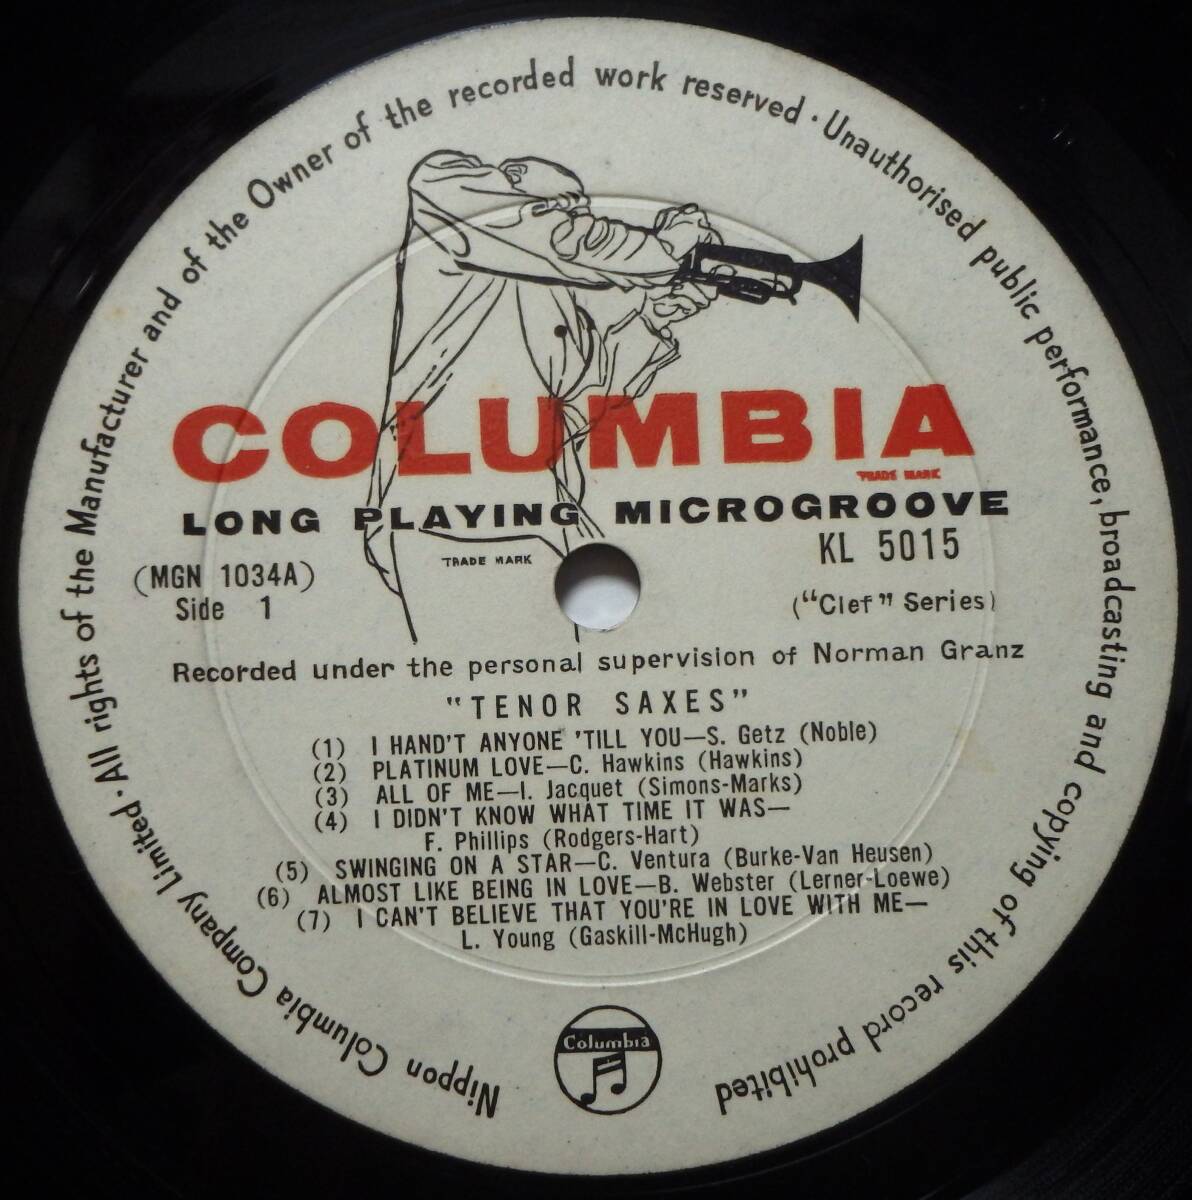 Nippon Columbia Company Limited · All rights of the Manufacturer and of the Owner of the recorded work reserved · Unauthorised public performance, broadcasting and copying of this record prohibited
COLUMBIA
TRADE MARK
LONG PLAYING MICROGROOVE
TRADE MARK
KL 5015
(MGN 1034A)
Side 1
("Clef" Series)
Recorded under the personal supervision of Norman Granz
"TENOR SAXES"
(1) I HAND'T ANYONE 'TILL YOU—S. Getz (Noble)
(2) PLATINUM LOVE—C. Hawkins (Hawkins)
(3) ALL OF ME—I. Jacquet (Simons-Marks)
(4) I DIDN'T KNOW WHAT TIME IT WAS—
F. Phillips (Rodgers-Hart)
(5) SWINGING ON A STAR—C. Ventura (Burke-Van Heusen)
(6) ALMOST LIKE BEING IN LOVE—B. Webster (Lerner-Loewe)
(7) I CAN'T BELIEVE THAT YOU'RE IN LOVE WITH ME—
L. Young (Gaskill-McHugh)
Columbia